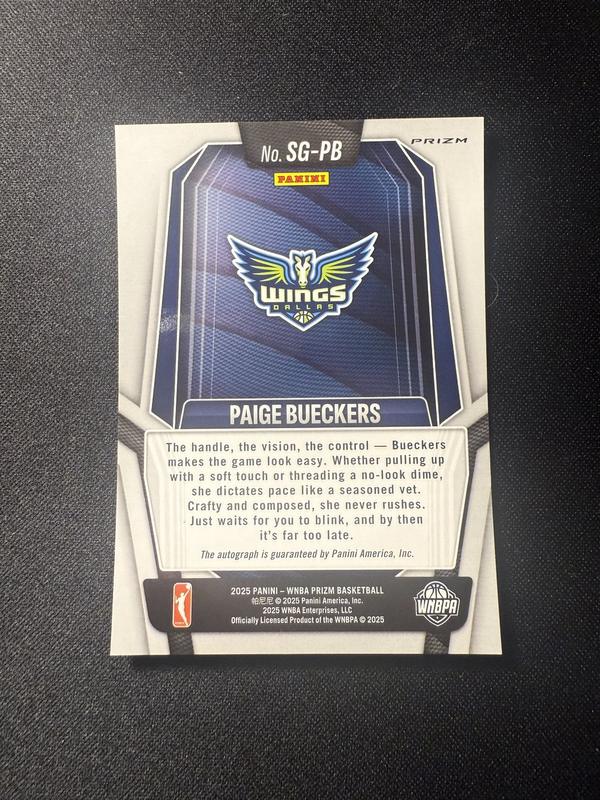 No. SG-PB
PRIZM
PANINI
WINGS
DALLAS
PAIGE BUECKERS
The handle, the vision, the control — Bueckers
makes the game look easy. Whether pulling up
with a soft touch or threading a no-look dime,
she dictates pace like a seasoned vet.
Crafty and composed, she never rushes.
Just waits for you to blink, and by then
it's far too late.
The autograph is guaranteed by Panini America, Inc.
2025 PANINI – WNBA PRIZM BASKETBALL
帕尼尼 © 2025 Panini America, Inc.
2025 WNBA Enterprises, LLC
Officially Licensed Product of the WNBPA © 2025
WNBPA